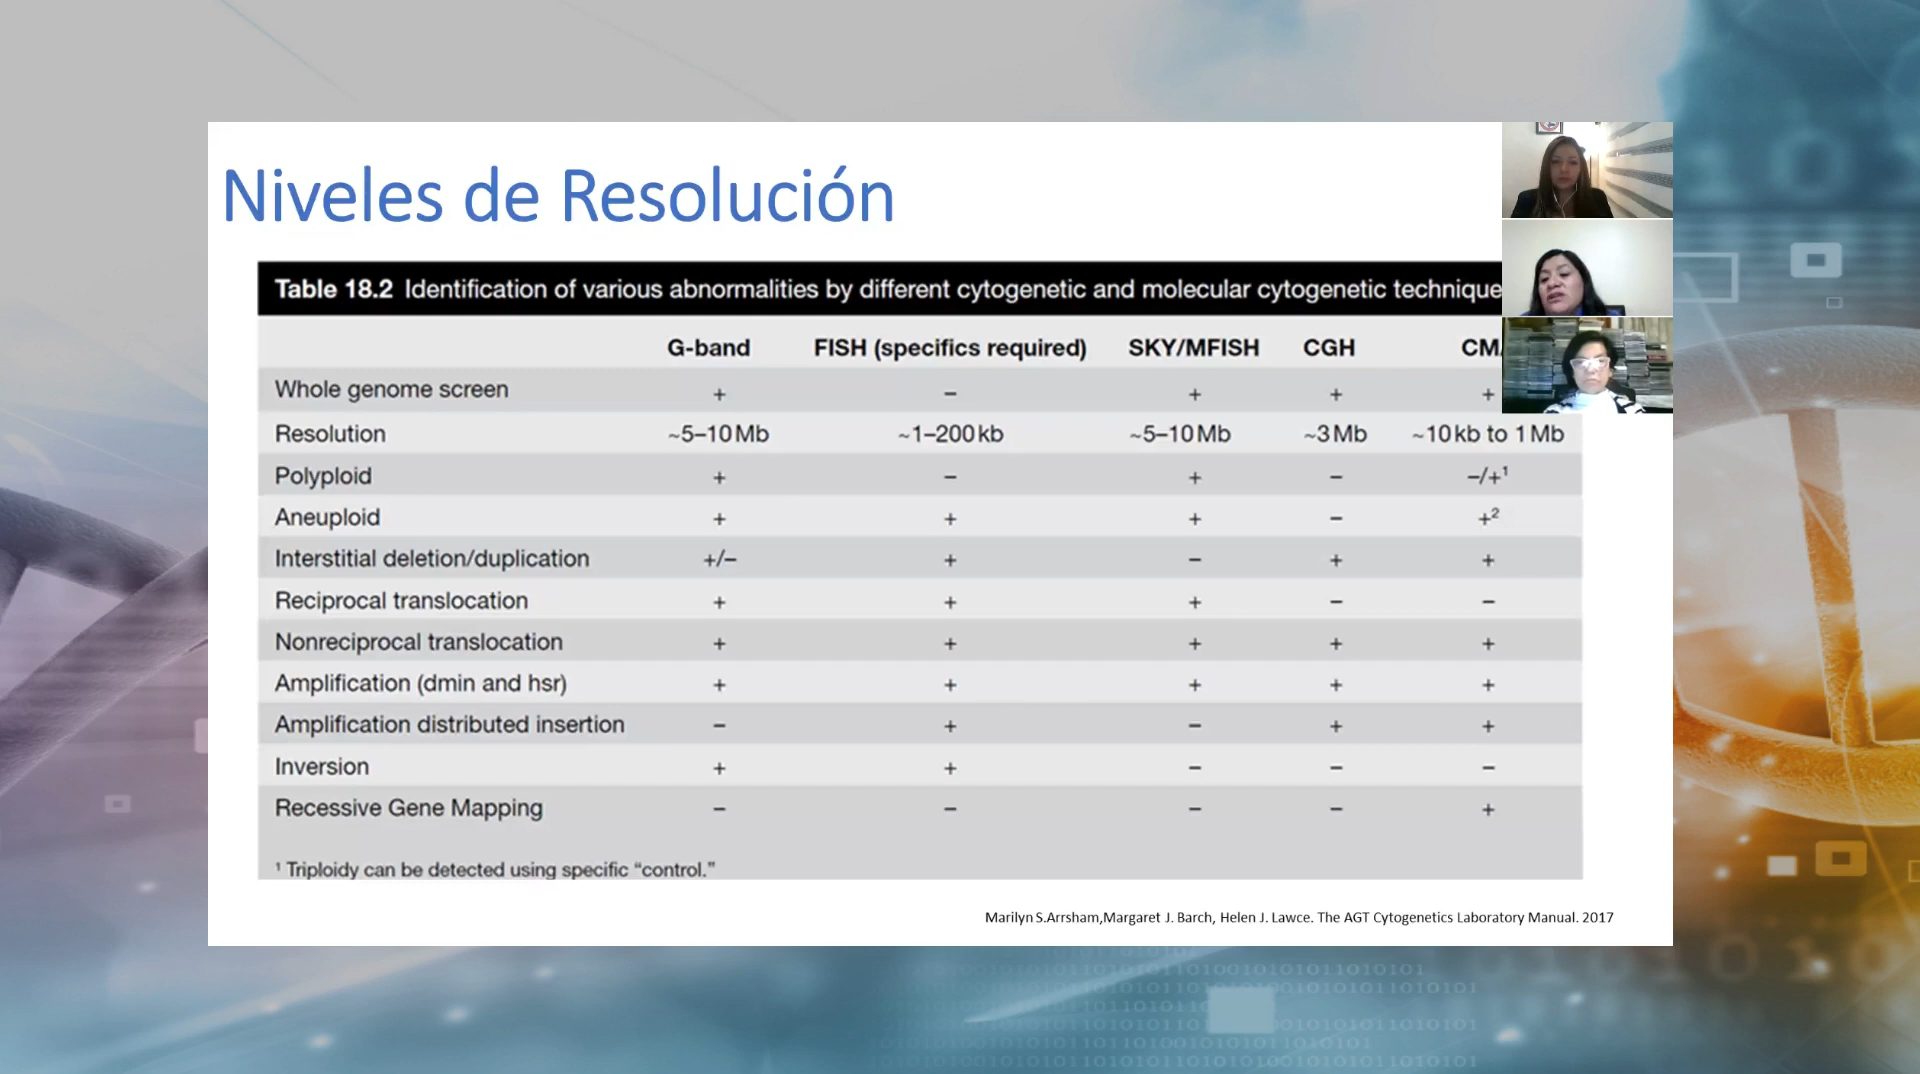 Niveles de Resolución
Table 18.2 Identification of various abnormalities by different cytogenetic and molecular cytogenetic technique
G-band FISH (specifics required) SKY/MFISH CGH CM
Whole genome screen + – + + +
Resolution ~5–10 Mb ~1–200 kb ~5–10 Mb ~3 Mb ~10 kb to 1 Mb
Polyploid + – + – –/+¹
Aneuploid + + + – +²
Interstitial deletion/duplication +/– + – + +
Reciprocal translocation + + + – –
Nonreciprocal translocation + + + + +
Amplification (dmin and hsr) + + + + +
Amplification distributed insertion – + – + +
Inversion + + – – –
Recessive Gene Mapping – – – – +
¹ Triploidy can be detected using specific “control.”
Marilyn S.Arrsham,Margaret J. Barch, Helen J. Lawce. The AGT Cytogenetics Laboratory Manual. 2017